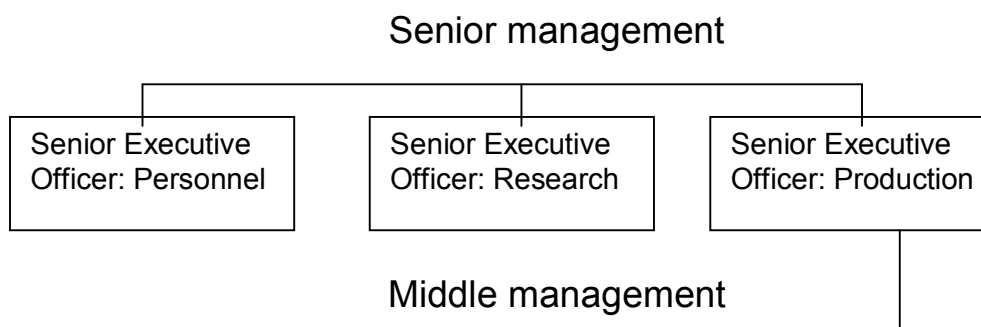 Senior management
Senior Executive
Officer: Personnel
Senior Executive
Officer: Research
Senior Executive
Officer: Production
Middle management